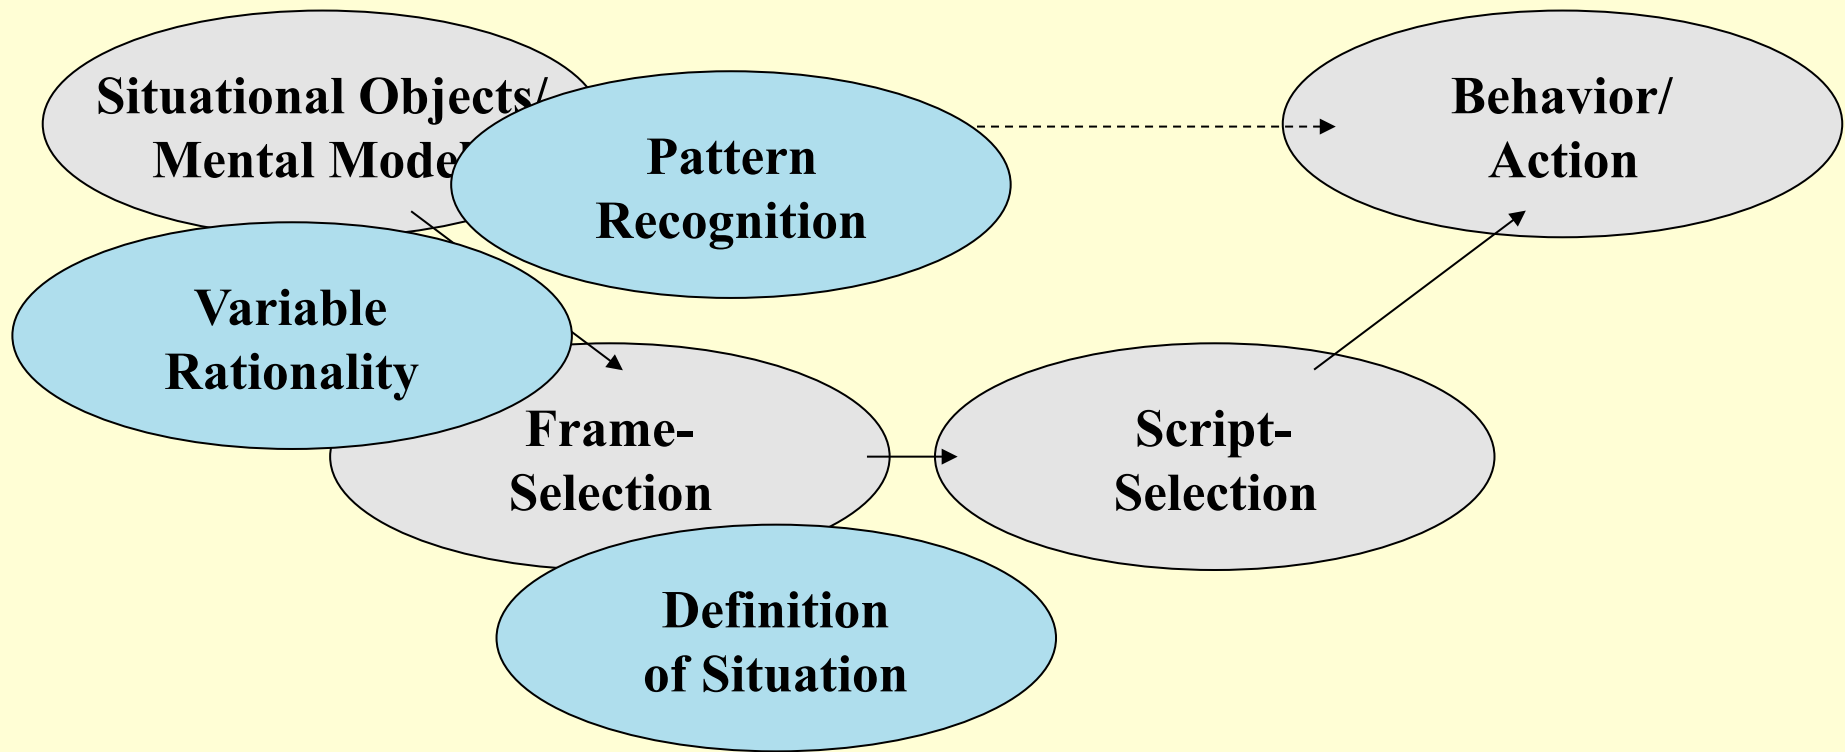 Situational Objects/
Mental Model
Pattern
Recognition
Behavior/
Action
Variable
Rationality
Frame-
Selection
Script-
Selection
Definition
of Situation